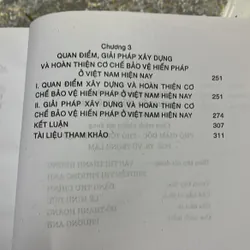 Chương 3
QUAN ĐIỂM, GIẢI PHÁP XÂY DỰNG
VÀ HOÀN THIỆN CƠ CHẾ BẢO VỆ HIẾN PHÁP
Ở VIỆT NAM HIỆN NAY 251
I. QUAN ĐIỂM XÂY DỰNG VÀ HOÀN THIỆN CƠ
CHẾ BẢO VỆ HIẾN PHÁP Ở VIỆT NAM HIỆN NAY 251
II. GIẢI PHÁP XÂY DỰNG VÀ HOÀN THIỆN CƠ
CHẾ BẢO VỆ HIẾN PHÁP Ở VIỆT NAM HIỆN NAY 274
KẾT LUẬN 307
TÀI LIỆU THAM KHẢO 311